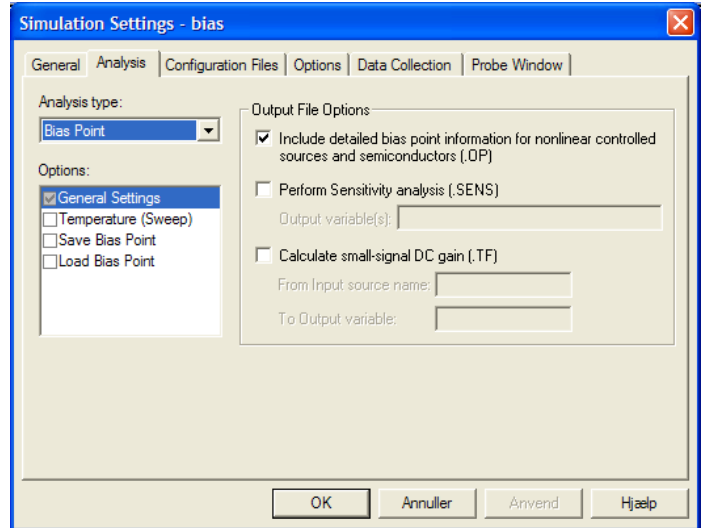 Simulation Settings - bias
General Analysis Configuration Files Options Data Collection Probe Window
Analysis type:
Bias Point
Options:
General Settings
Temperature (Sweep)
Save Bias Point
Load Bias Point
Output File Options
Include detailed bias point information for nonlinear controlled
sources and semiconductors (.OP)
Perform Sensitivity analysis (.SENS)
Output variable(s):
Calculate small-signal DC gain (.TF)
From Input source name:
To Output variable:
OK Annuller Anvend Hjælp